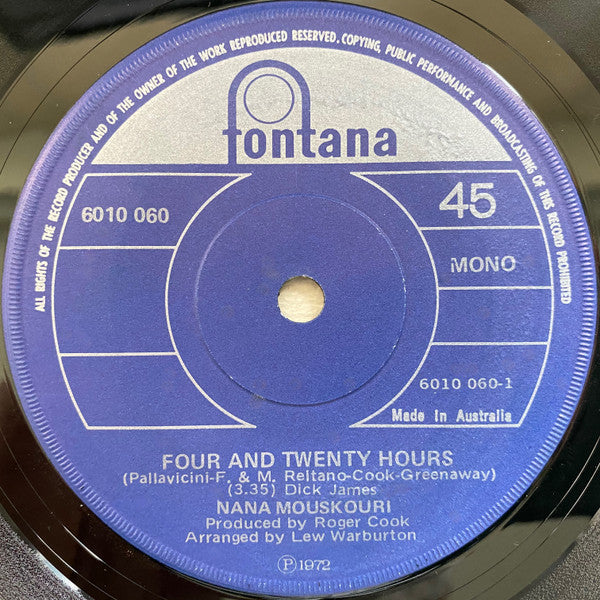 ALL RIGHTS OF THE RECORD PRODUCER AND OF THE OWNER OF THE WORK REPRODUCED RESERVED. COPYING, PUBLIC PERFORMANCE AND BROADCASTING OF THIS RECORD PROHIBITED
fontana
6010 060
45
MONO
6010 060-1
Made in Australia
FOUR AND TWENTY HOURS
(Pallavicini-F. & M. Reltano-Cook-Greenaway)
(3.35) Dick James
NANA MOUSKOURI
Produced by Roger Cook
Arranged by Lew Warburton
Ⓟ 1972